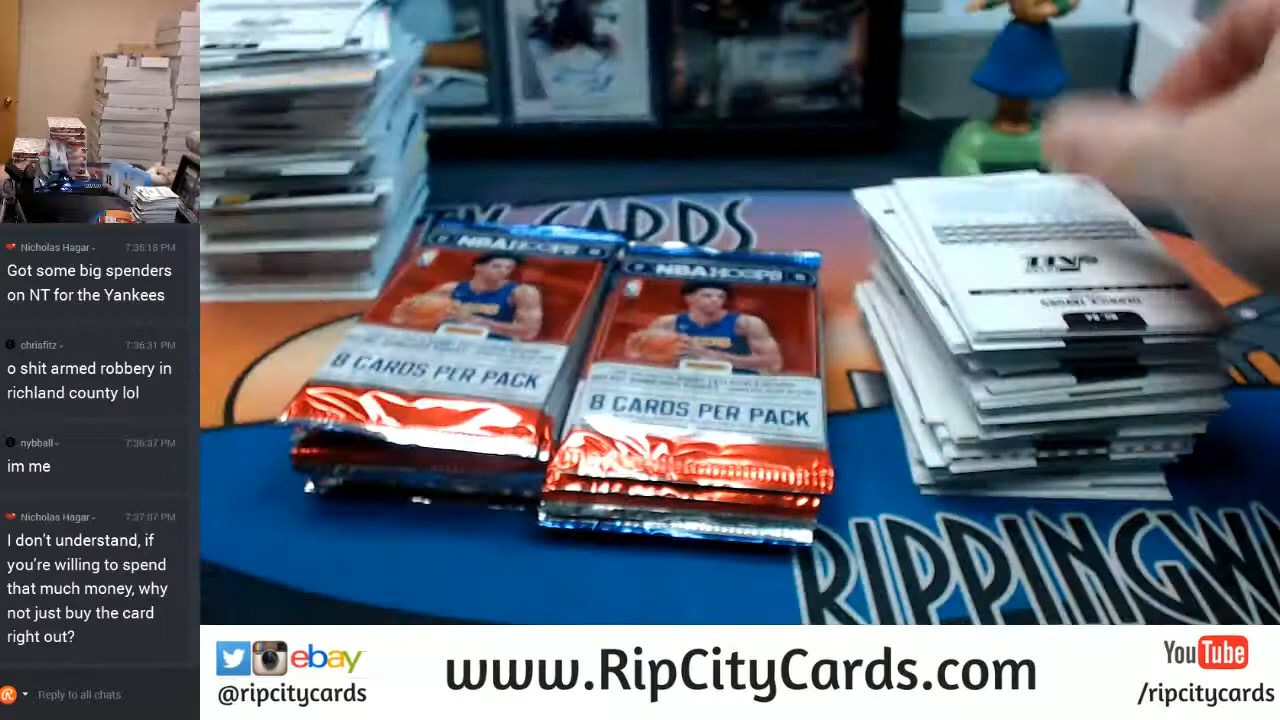 Nicholas Hagar
7:36:18 PM
Got some big spenders
on NT for the Yankees
chrisfitz
7:36:31 PM
o shit armed robbery in
richland county lol
nybball
7:36:37 PM
im me
Nicholas Hagar
7:37:07 PM
I don't understand, if
you're willing to spend
that much money, why
not just buy the card
right out?
Reply to all chats
CARDS
NBA HOOPS
8 CARDS PER PACK
NBA HOOPS
8 CARDS PER PACK
RIPPINGW
ebay
@ripcitycards
www.RipCityCards.com
YouTube
/ripcitycards